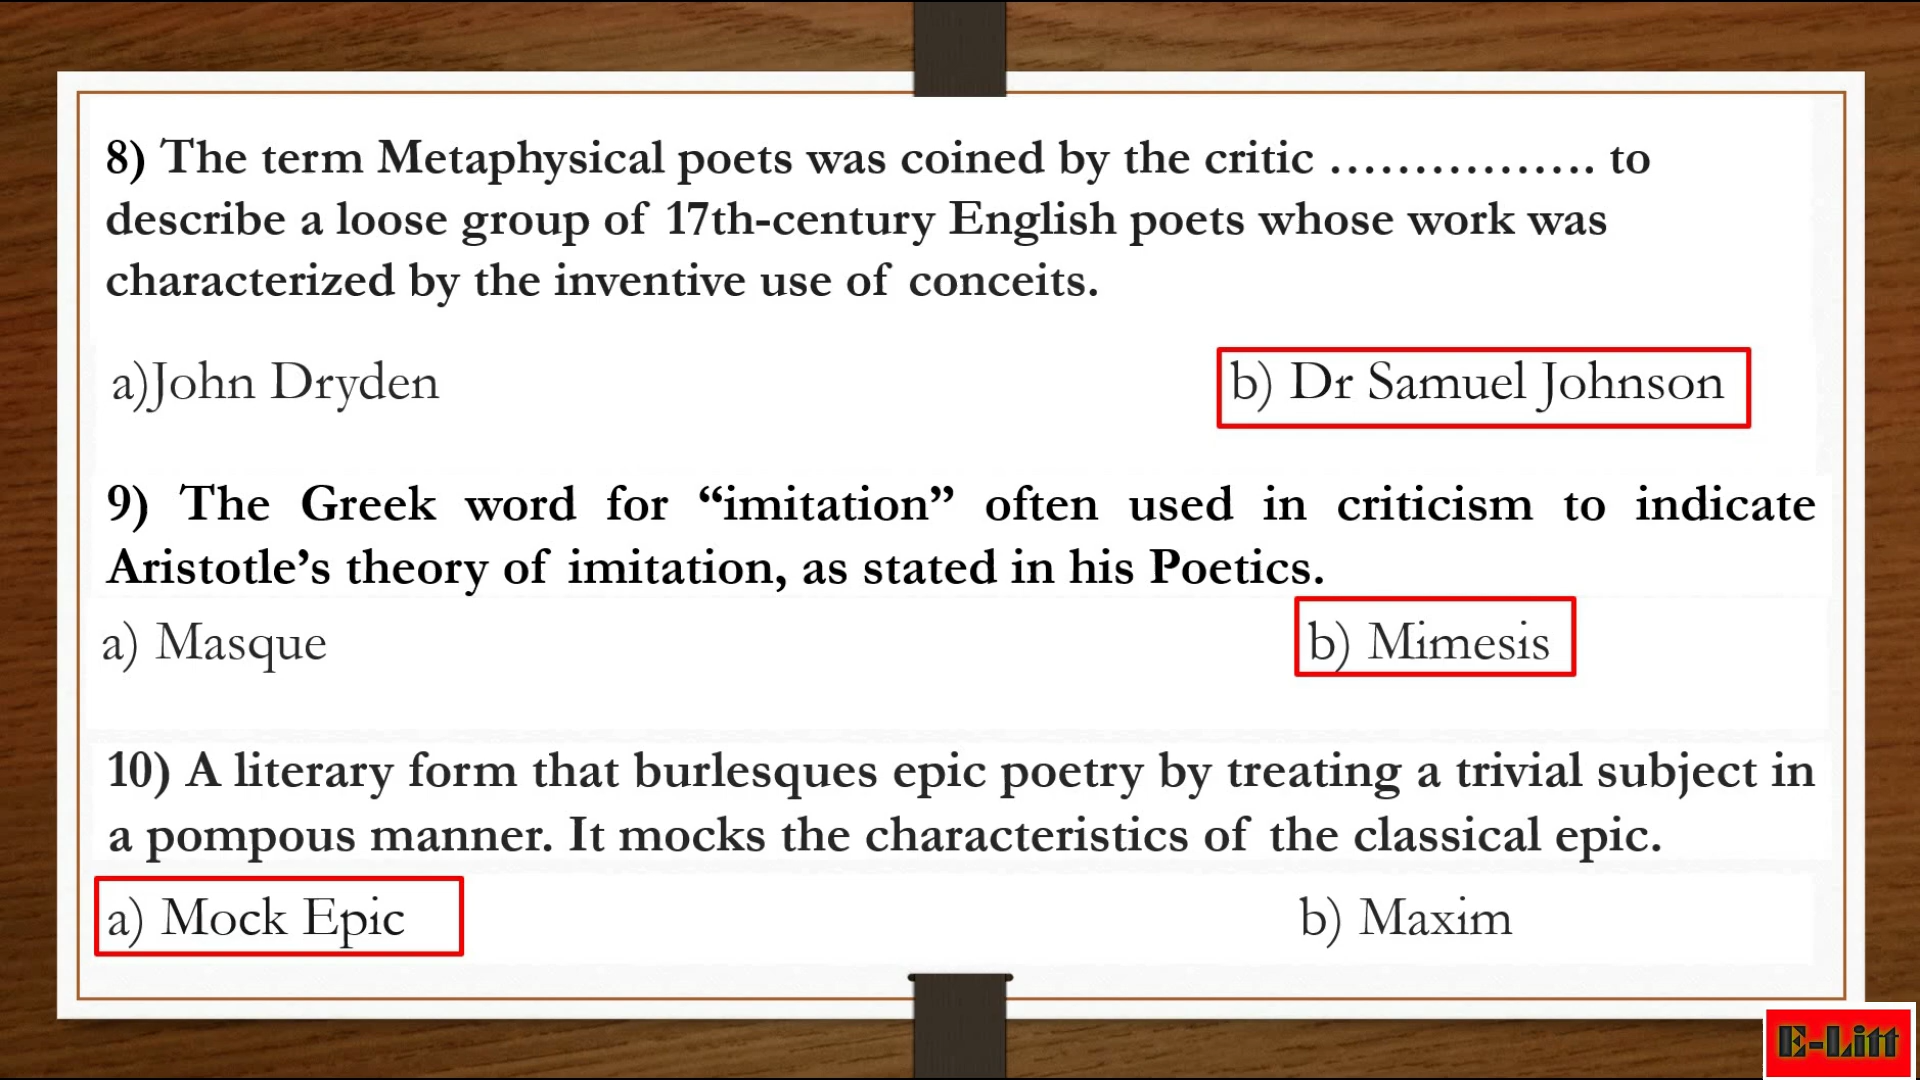 8) The term Metaphysical poets was coined by the critic ................ to
describe a loose group of 17th-century English poets whose work was
characterized by the inventive use of conceits.
a)John Dryden
b) Dr Samuel Johnson
9) The Greek word for “imitation” often used in criticism to indicate
Aristotle’s theory of imitation, as stated in his Poetics.
a) Masque
b) Mimesis
10) A literary form that burlesques epic poetry by treating a trivial subject in
a pompous manner. It mocks the characteristics of the classical epic.
a) Mock Epic
b) Maxim
E-Litt